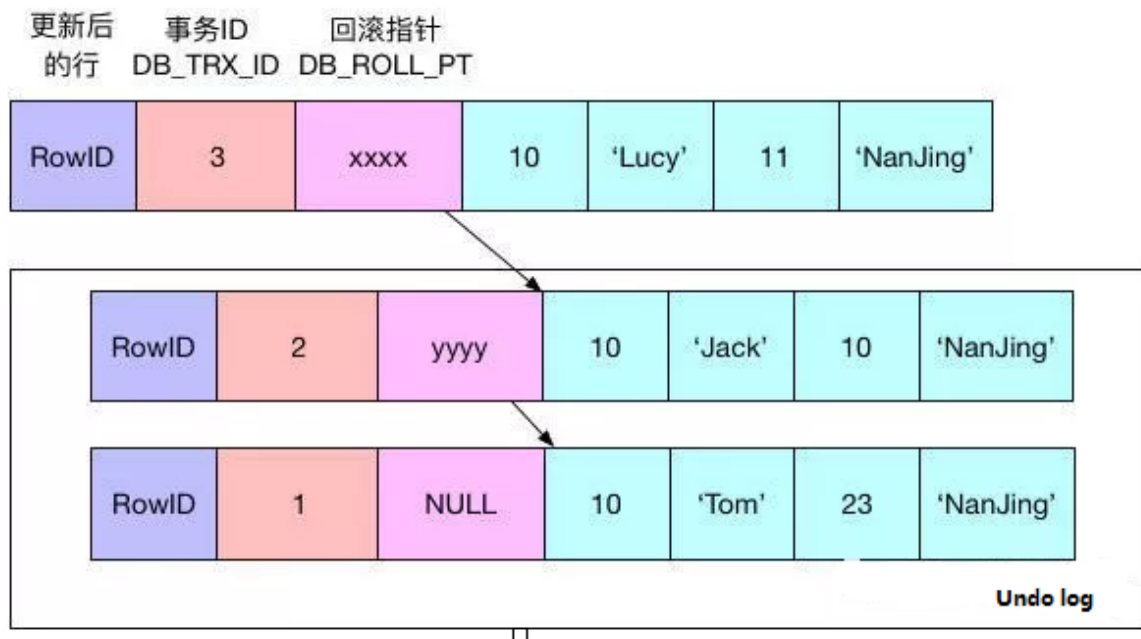 更新后 事务ID 回滚指针
的行 DB_TRX_ID DB_ROLL_PT
RowID 3 xxxx 10 ‘Lucy’ 11 ‘NanJing’
RowID 2 yyyy 10 ‘Jack’ 10 ‘NanJing’
RowID 1 NULL 10 ‘Tom’ 23 ‘NanJing’
Undo log